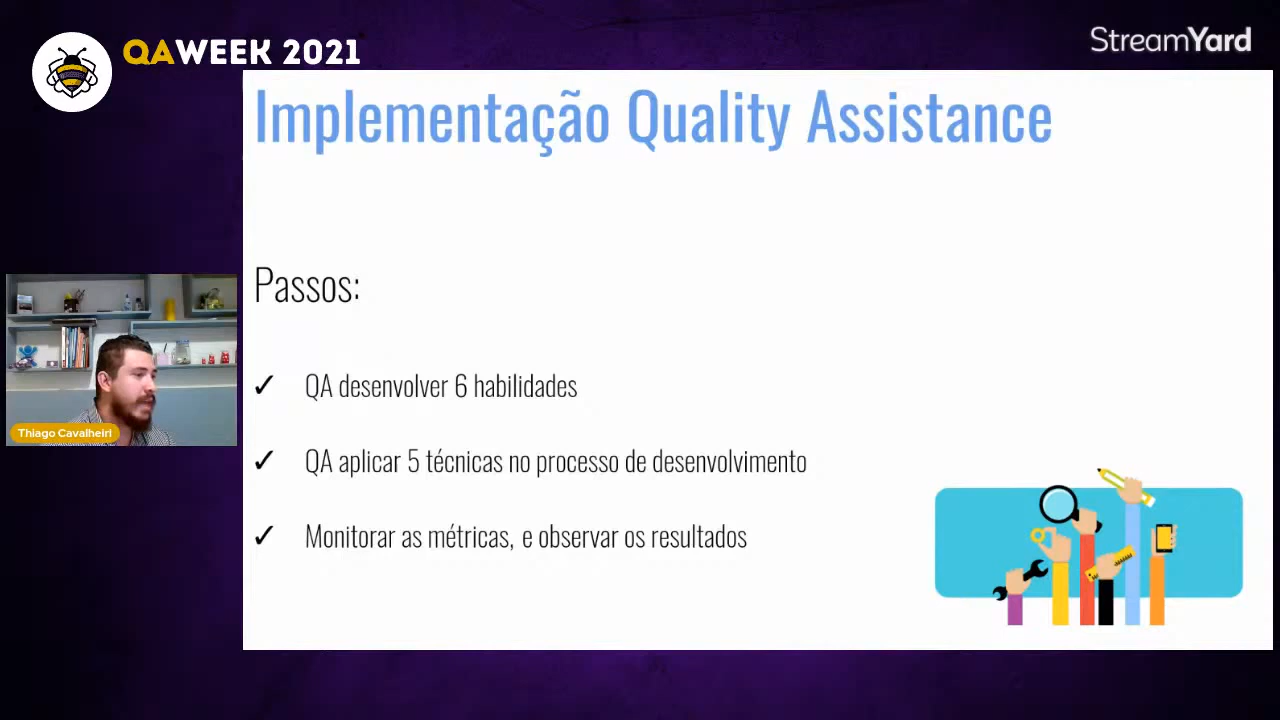 QAWEEK 2021
StreamYard
Implementação Quality Assistance
Passos:
✓ QA desenvolver 6 habilidades
✓ QA aplicar 5 técnicas no processo de desenvolvimento
✓ Monitorar as métricas, e observar os resultados
Thiago Cavalheiri